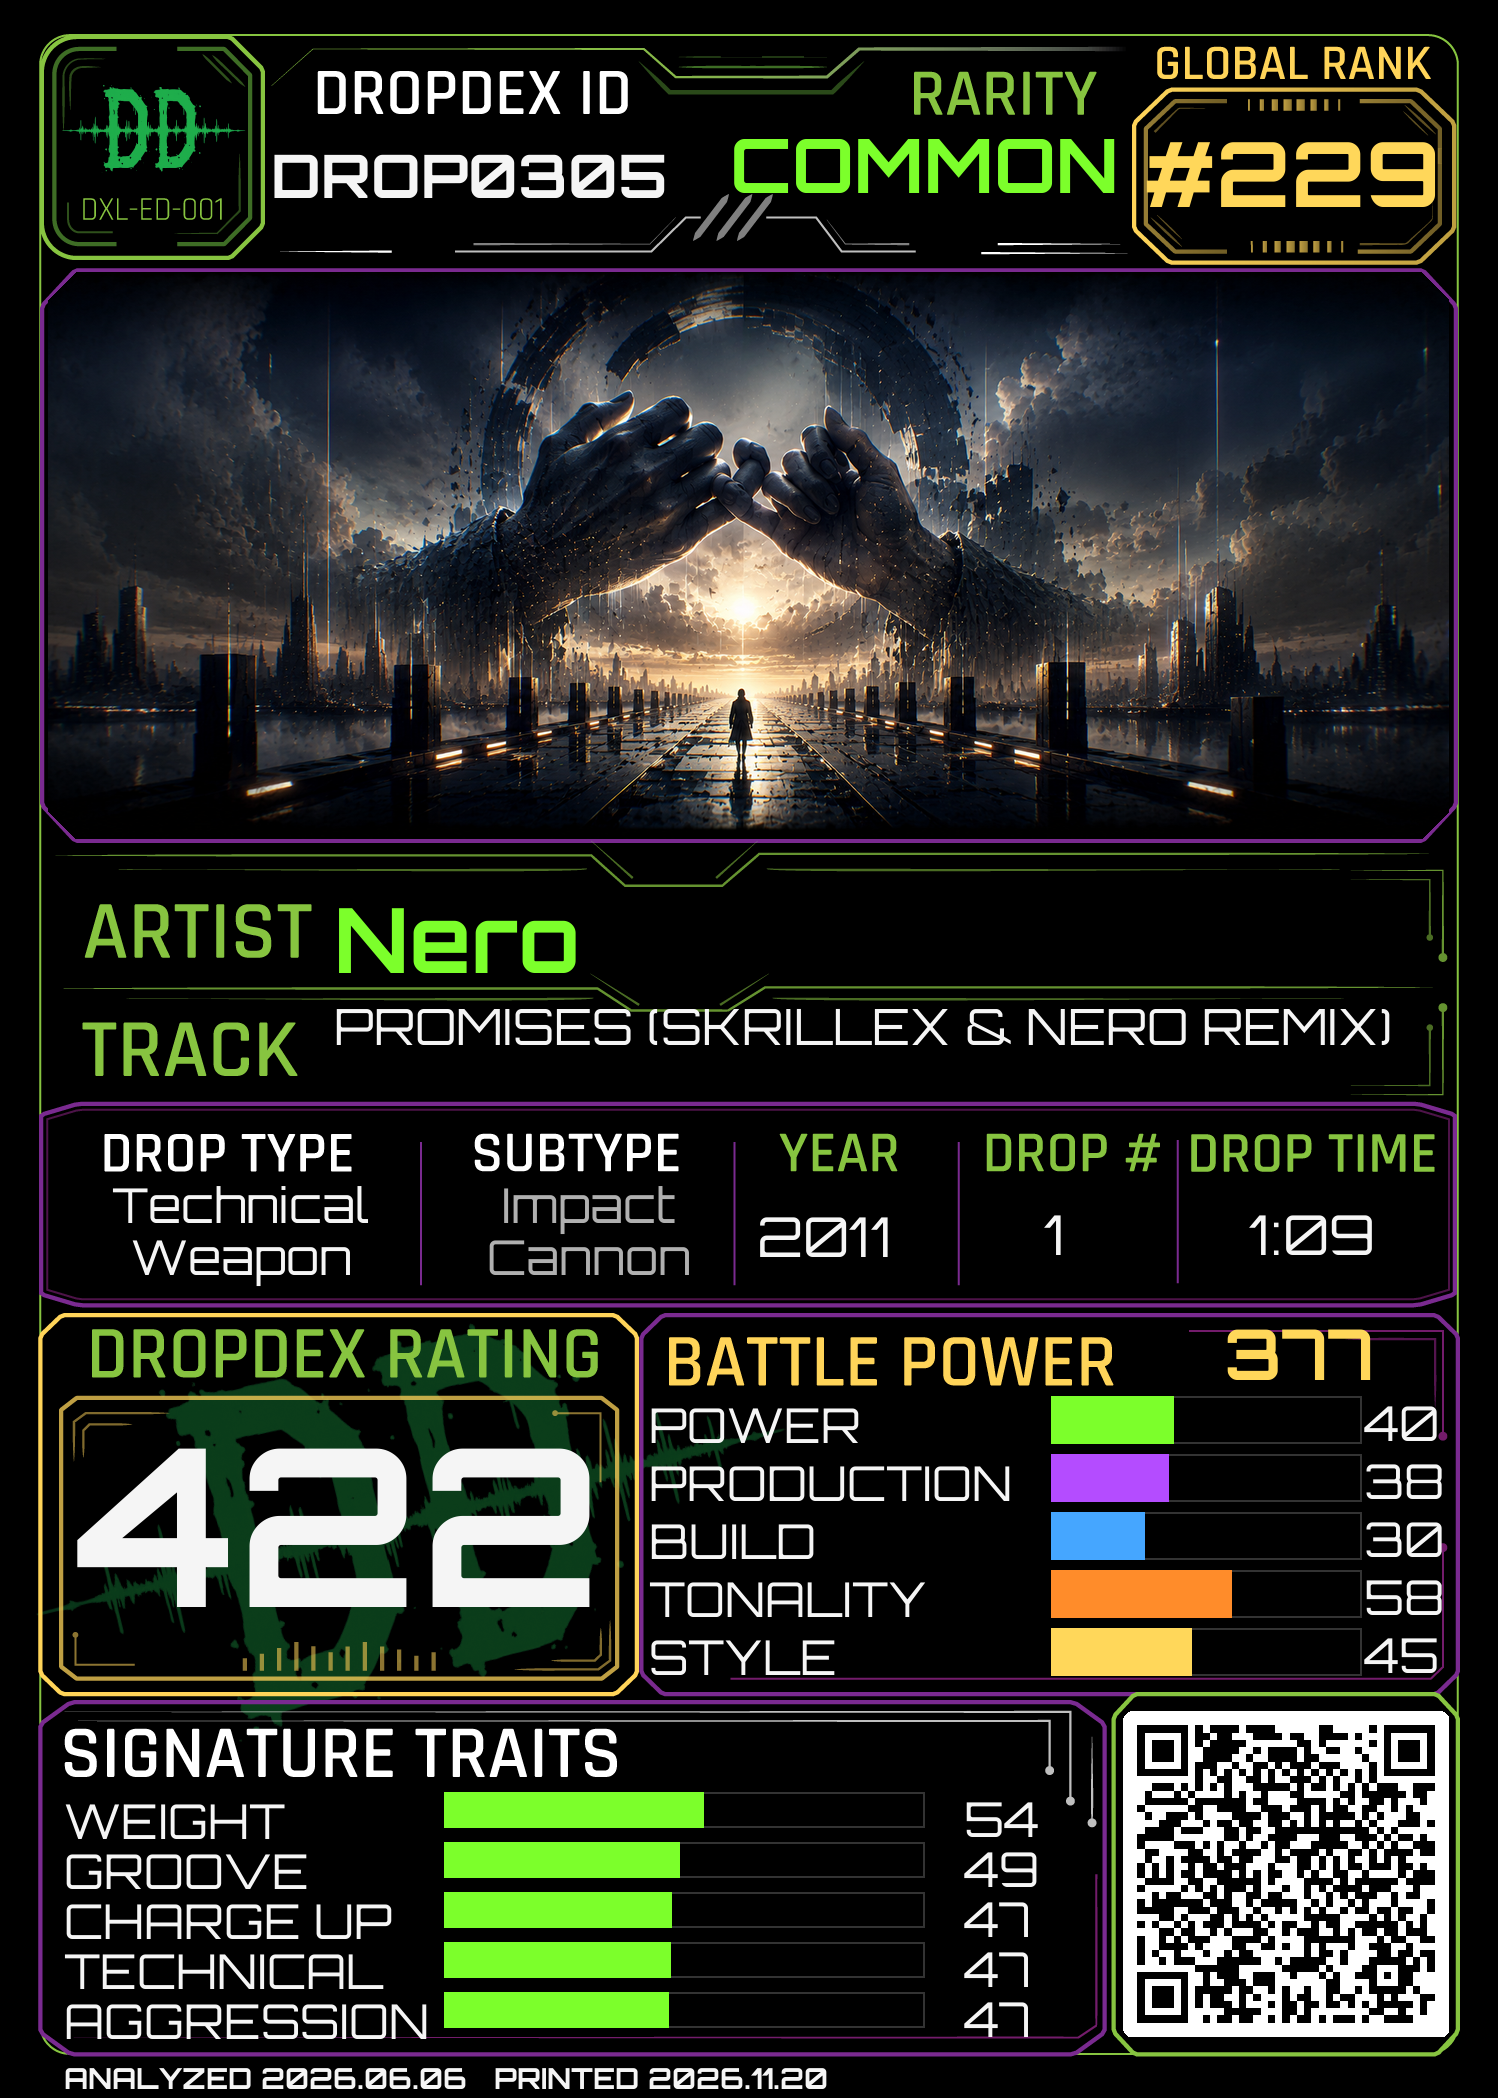 DD
DXL-ED-001
DROPDEX ID
DROP0305
RARITY
COMMON
GLOBAL RANK
#229
ARTIST Nero
TRACK PROMISES (SKRILLEX & NERO REMIX)
DROP TYPE
Technical
Weapon
SUBTYPE
Impact
Cannon
YEAR
2011
DROP #
1
DROP TIME
1:09
DROPDEX RATING
422
BATTLE POWER 377
POWER 40
PRODUCTION 38
BUILD 30
TONALITY 58
STYLE 45
SIGNATURE TRAITS
WEIGHT 54
GROOVE 49
CHARGE UP 47
TECHNICAL 47
AGGRESSION 47
ANALYZED 2026.06.06 PRINTED 2026.11.20